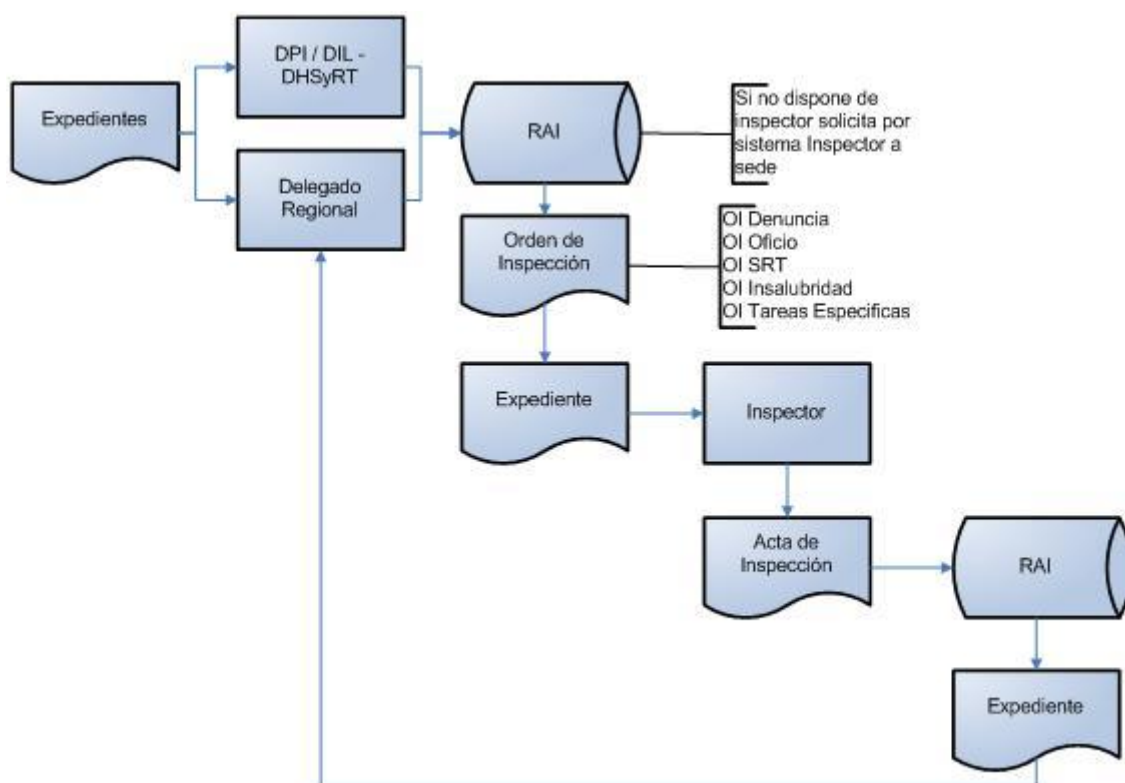 DPI / DIL -
DHSyRT
Expedientes
RAI
Si no dispone de
inspector solicita por
sistema Inspector a
sede
Delegado
Regional
Orden de
Inspección
OI Denuncia
OI Oficio
OI SRT
OI Insalubridad
OI Tareas Especificas
Expediente
Inspector
Acta de
Inspección
RAI
Expediente